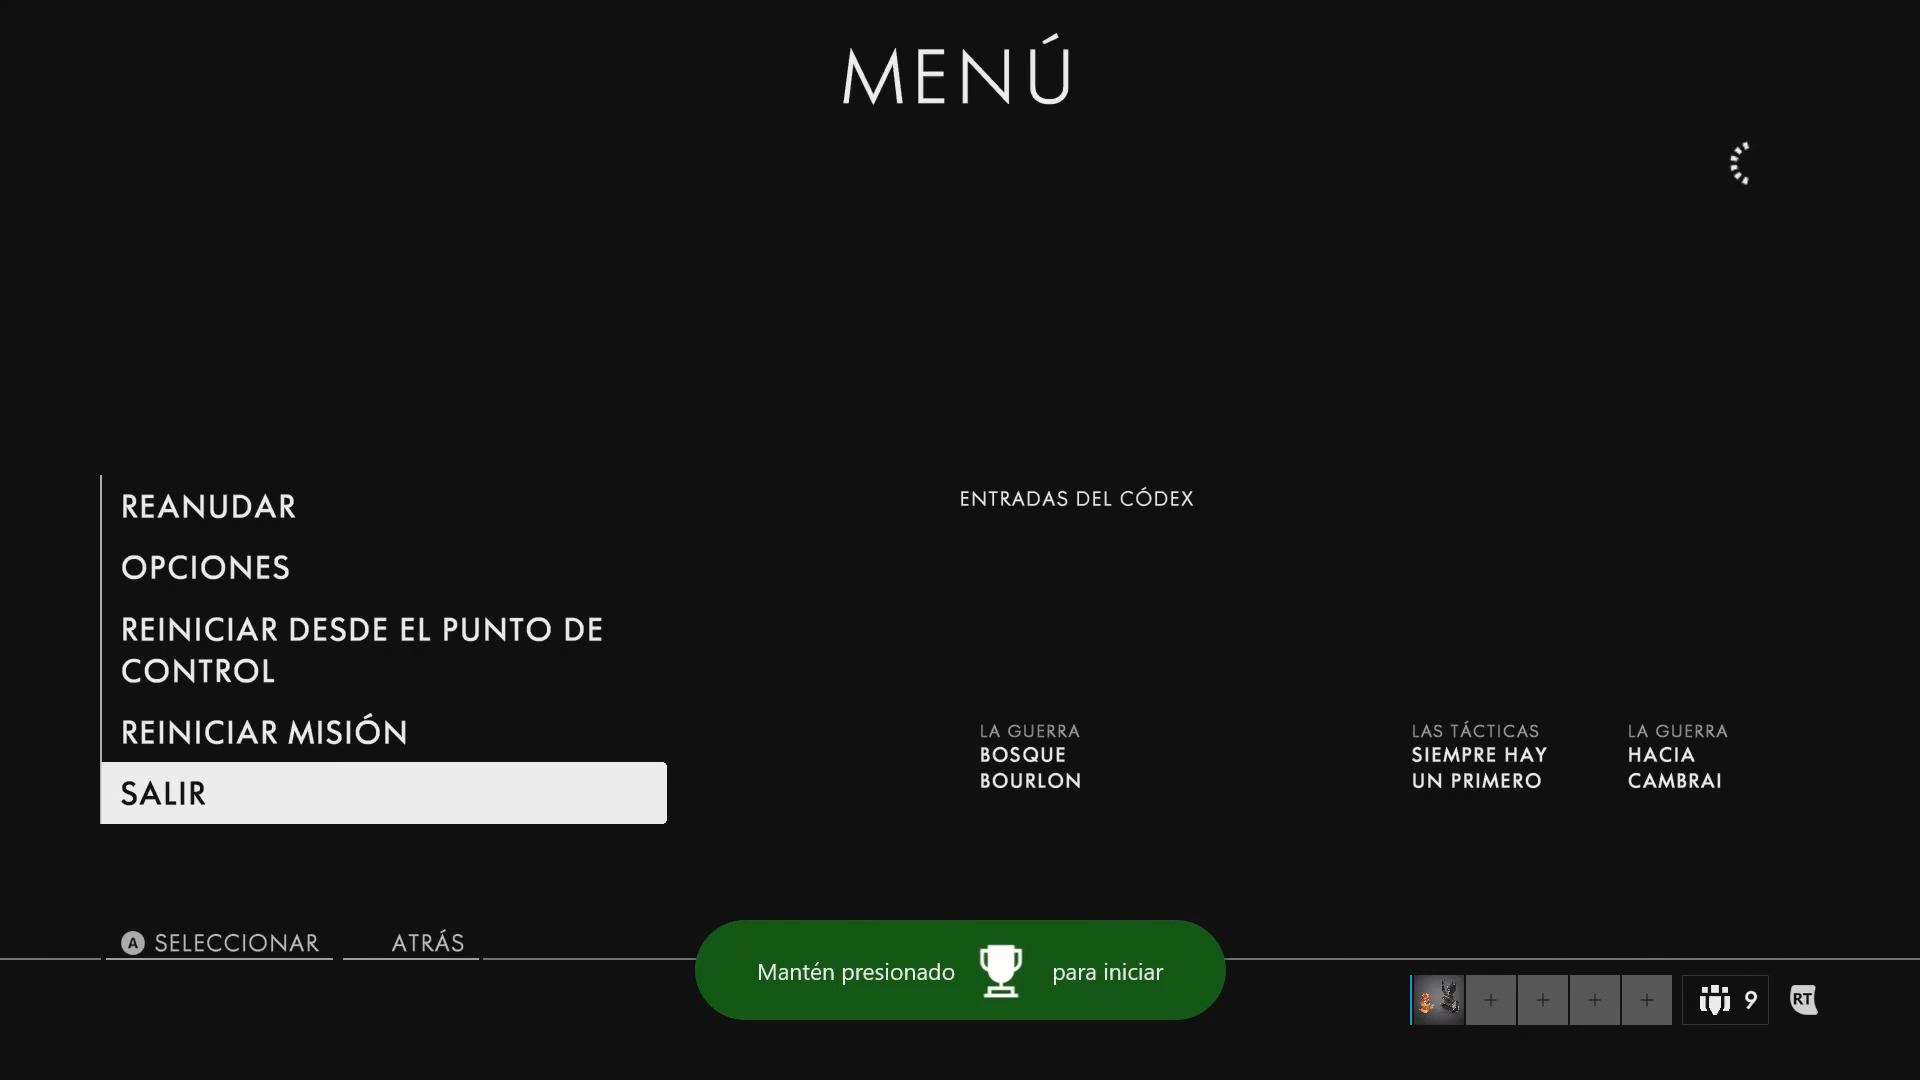 MENÚ
REANUDAR
OPCIONES
REINICIAR DESDE EL PUNTO DE
CONTROL
REINICIAR MISIÓN
SALIR
ENTRADAS DEL CÓDEX
LA GUERRA
BOSQUE
BOURLON
LAS TÁCTICAS
SIEMPRE HAY
UN PRIMERO
LA GUERRA
HACIA
CAMBRAI
A SELECCIONAR
ATRÁS
Mantén presionado para iniciar
+ + + +
9
RT